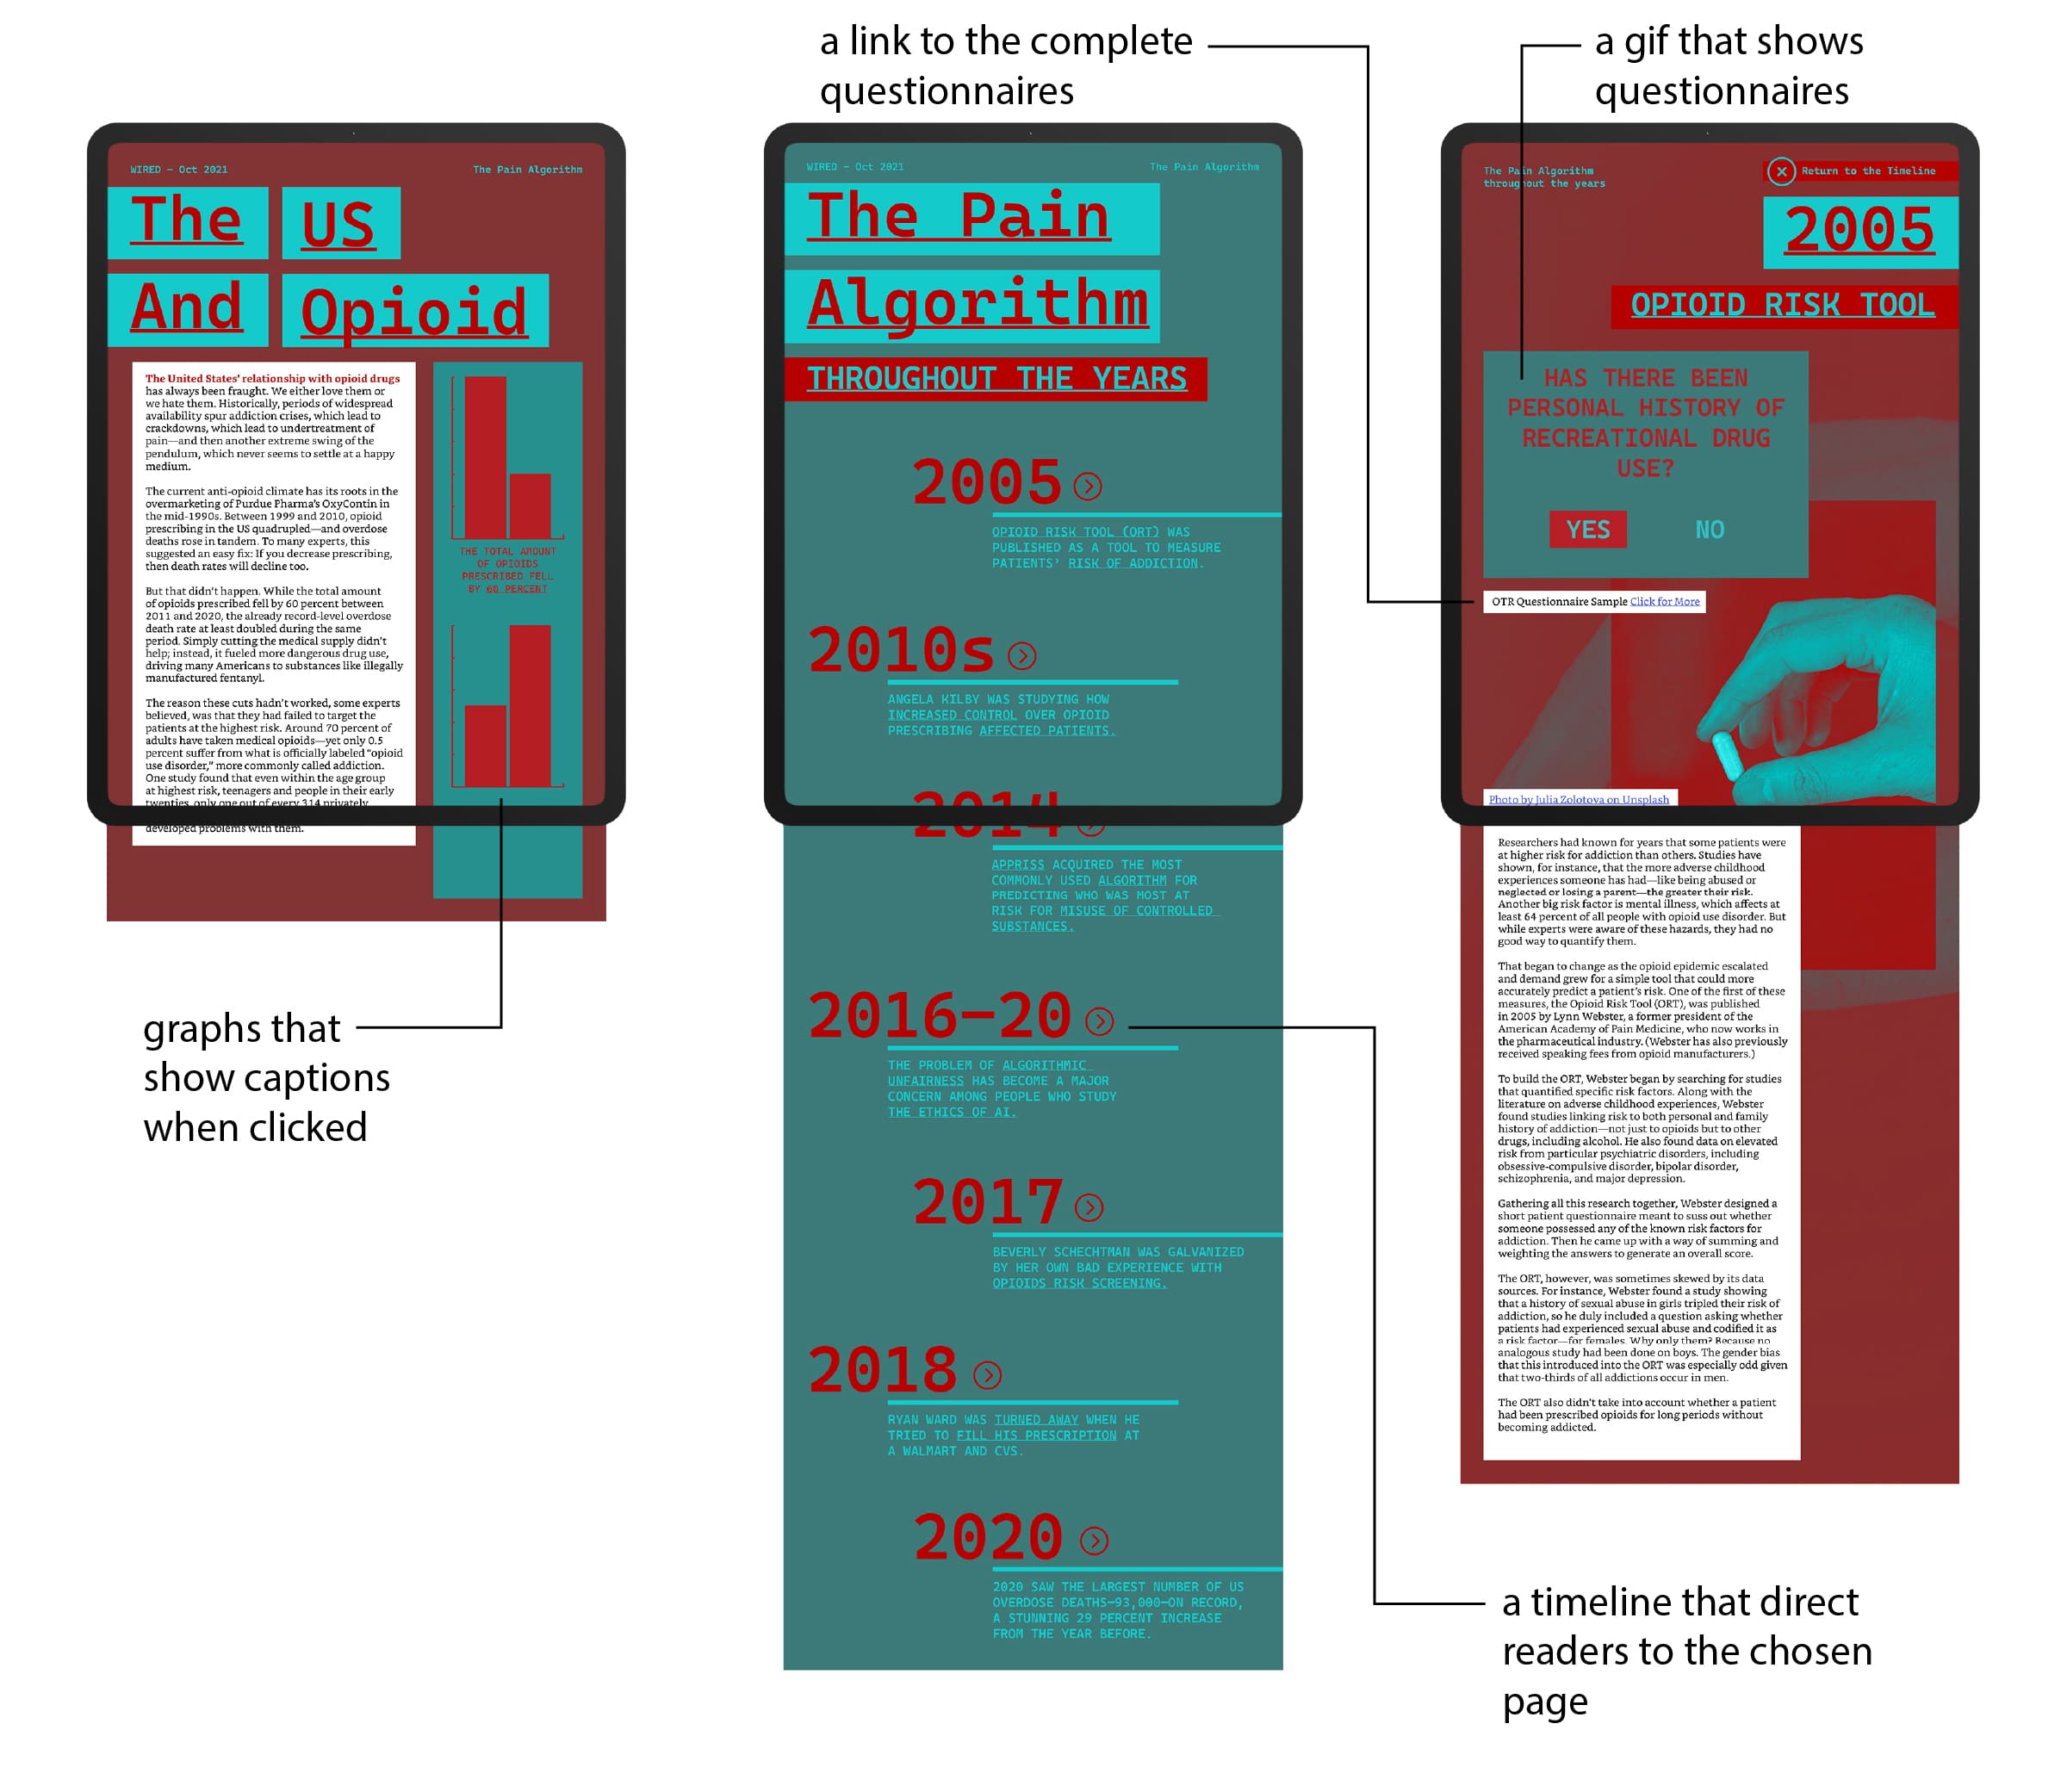 a link to the complete
questionnaires
a gif that shows
questionnaires
WIRED — Oct 2021
The Pain Algorithm
The US
And Opioid
The United States' relationship with opioid drugs
has always been fraught. We either love them or
we hate them. Historically, periods of widespread
availability spur addiction crises, which lead to
crackdowns, which lead to undertreatment of
pain—and then another extreme swing of the
pendulum, which never seems to settle at a happy
medium.
The current anti-opioid climate has its roots in the
overmarketing of Purdue Pharma's OxyContin in
the mid-1990s. Between 1999 and 2010, opioid
prescribing in the US quadrupled—and overdose
deaths rose in tandem. To many experts, this
suggested an easy fix: If you decrease prescribing,
then death rates will decline too.
But that didn't happen. While the total amount
of opioids prescribed fell by 60 percent between
2011 and 2020, the already record-level overdose
death rate at least doubled during the same
period. Simply cutting the medical supply didn't
help; instead, it fueled more dangerous drug use,
driving many Americans to substances like illegally
manufactured fentanyl.
The reason these cuts hadn't worked, some experts
believed, was that they had failed to target the
patients at the highest risk. Around 70 percent of
adults have taken medical opioids—yet only 0.5
percent suffer from what is officially labeled "opioid
use disorder," more commonly called addiction.
One study found that even within the age group
at highest risk, teenagers and people in their early
twenties, only one out of every 314 privately
developed problems with them.
THE TOTAL AMOUNT
OF OPIOIDS
PRESCRIBED FELL
BY 60 PERCENT
graphs that
show captions
when clicked
WIRED — Oct 2021
The Pain Algorithm
The Pain
Algorithm
THROUGHOUT THE YEARS
2005
OPIOID RISK TOOL (ORT) WAS
PUBLISHED AS A TOOL TO MEASURE
PATIENTS' RISK OF ADDICTION.
2010s
ANGELA KILBY WAS STUDYING HOW
INCREASED CONTROL OVER OPIOID
PRESCRIBING AFFECTED PATIENTS.
2014
APPRISS ACQUIRED THE MOST
COMMONLY USED ALGORITHM FOR
PREDICTING WHO WAS MOST AT
RISK FOR MISUSE OF CONTROLLED
SUBSTANCES.
2016—20
THE PROBLEM OF ALGORITHMIC
UNFAIRNESS HAS BECOME A MAJOR
CONCERN AMONG PEOPLE WHO STUDY
THE ETHICS OF AI.
2017
BEVERLY SCHECHTMAN WAS GALVANIZED
BY HER OWN BAD EXPERIENCE WITH
OPIOIDS RISK SCREENING.
2018
RYAN WARD WAS TURNED AWAY WHEN HE
TRIED TO FILL HIS PRESCRIPTION AT
A WALMART AND CVS.
2020
2020 SAW THE LARGEST NUMBER OF US
OVERDOSE DEATHS—93,000—ON RECORD,
A STUNNING 29 PERCENT INCREASE
FROM THE YEAR BEFORE.
The Pain Algorithm
throughout the years
Return to the Timeline
2005
OPIOID RISK TOOL
HAS THERE BEEN
PERSONAL HISTORY OF
RECREATIONAL DRUG
USE?
YES NO
OTR Questionnaire Sample Click for More
Photo by Julia Zolotova on Unsplash
Researchers had known for years that some patients were
at higher risk for addiction than others. Studies have
shown, for instance, that the more adverse childhood
experiences someone has had—like being abused or
neglected or losing a parent—the greater their risk.
Another big risk factor is mental illness, which affects at
least 64 percent of all people with opioid use disorder. But
while experts were aware of these hazards, they had no
good way to quantify them.
That began to change as the opioid epidemic escalated
and demand grew for a simple tool that could more
accurately predict a patient's risk. One of the first of these
measures, the Opioid Risk Tool (ORT), was published
in 2005 by Lynn Webster, a former president of the
American Academy of Pain Medicine, who now works in
the pharmaceutical industry. (Webster has also previously
received speaking fees from opioid manufacturers.)
To build the ORT, Webster began by searching for studies
that quantified specific risk factors. Along with the
literature on adverse childhood experiences, Webster
found studies linking risk to both personal and family
history of addiction—not just to opioids but to other
drugs, including alcohol. He also found data on elevated
risk from particular psychiatric disorders, including
obsessive-compulsive disorder, bipolar disorder,
schizophrenia, and major depression.
Gathering all this research together, Webster designed a
short patient questionnaire meant to suss out whether
someone possessed any of the known risk factors for
addiction. Then he came up with a way of summing and
weighting the answers to generate an overall score.
The ORT, however, was sometimes skewed by its data
sources. For instance, Webster found a study showing
that a history of sexual abuse in girls tripled their risk of
addiction, so he duly included a question asking whether
patients had experienced sexual abuse and codified it as
a risk factor—for females. Why only them? Because no
analogous study had been done on boys. The gender bias
that this introduced into the ORT was especially odd given
that two-thirds of all addictions occur in men.
The ORT also didn't take into account whether a patient
had been prescribed opioids for long periods without
becoming addicted.
a timeline that direct
readers to the chosen
page